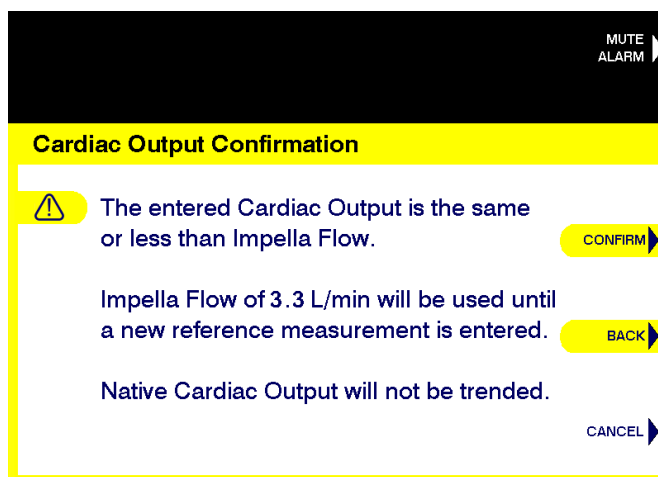 MUTE
ALARM
Cardiac Output Confirmation
The entered Cardiac Output is the same
or less than Impella Flow.
CONFIRM
Impella Flow of 3.3 L/min will be used until
a new reference measurement is entered.
BACK
Native Cardiac Output will not be trended.
CANCEL